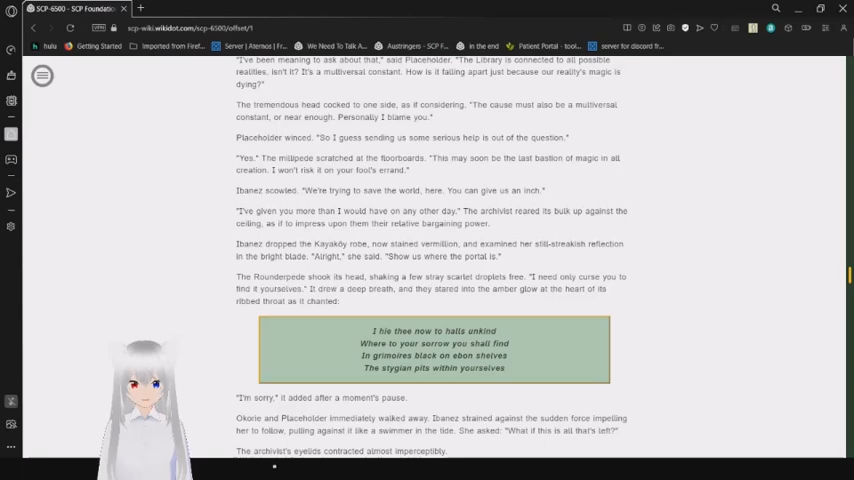 SCP-6500 - SCP Foundatio
scp-wiki.wikidot.com/scp-6500/offset/1
VPN
hulu
Getting Started
Imported from Firef...
Server | Aternos | Gr...
We Need To Talk A...
Austringers - SCP F...
in the end
Patient Portal - tool...
server for discord fr...
"I've been meaning to ask about that," said Placeholder. "The Library is connected to all possible
realities, isn't it? It's a multiversal constant. How is it falling apart just because our reality's magic is
dying?"
The tremendous head cocked to one side, as if considering. "The cause must also be a multiversal
constant, or near enough. Personally I blame you."
Placeholder winced. "So I guess sending us some serious help is out of the question."
"Yes." The millipede scratched at the floorboards. "This may soon be the last bastion of magic in all
creation. I won't risk it on your fool's errand."
Ibanez scowled. "We're trying to save the world, here. You can give us an inch."
"I've given you more than I would have on any other day." The archivist reared its bulk up against the
ceiling, as if to impress upon them their relative bargaining power.
Ibanez dropped the Kayaköy robe, now stained vermillion, and examined her still-streakish reflection
in the bright blade. "Alright," she said. "Show us where the portal is."
The Rounderpede shook its head, shaking a few stray scarlet droplets free. "I need only curse you to
find it yourselves." It drew a deep breath, and they stared into the amber glow at the heart of its
ribbed throat as it chanted:
I hie thee now to halls unkind
Where to your sorrow you shall find
In grimoires black on ebon shelves
The stygian pits within yourselves
"I'm sorry," it added after a moment's pause.
Okorie and Placeholder immediately walked away. Ibanez strained against the sudden force impelling
her to follow, pulling against it like a swimmer in the tide. She asked: "What if this is all that's left?"
The archivist's eyelids contracted almost imperceptibly.